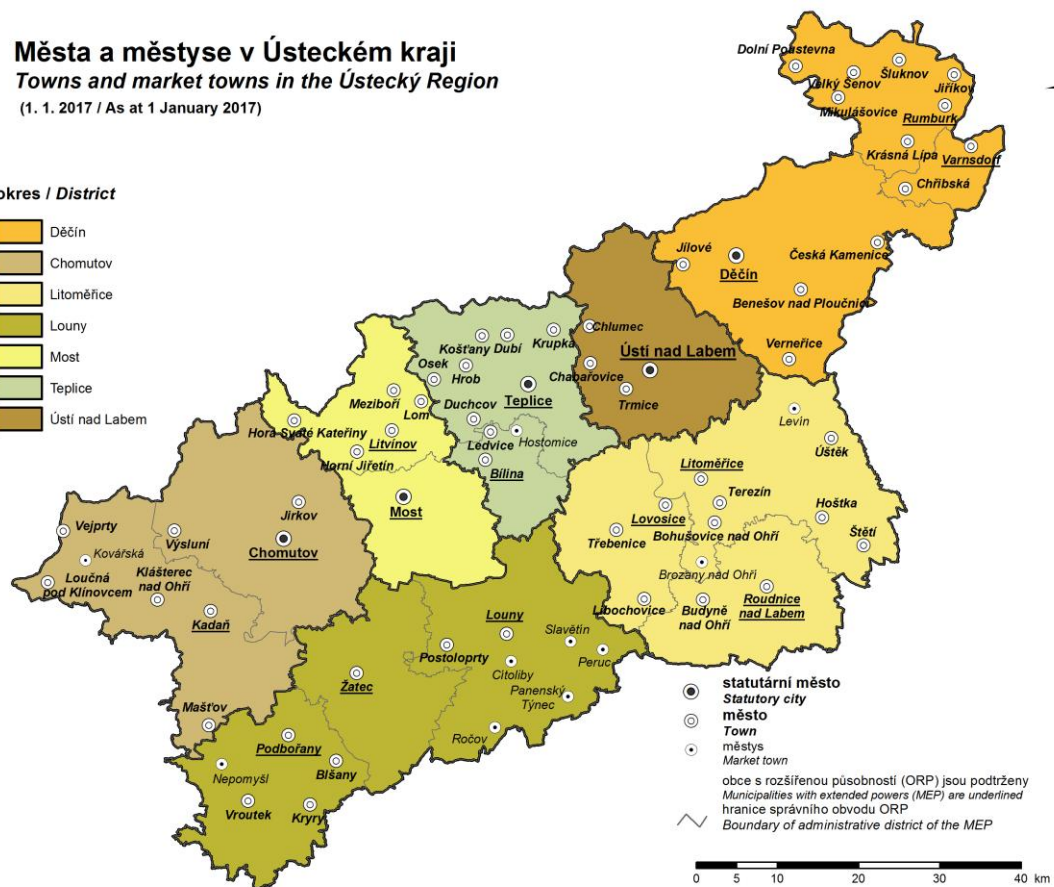 Města a městyse v Ústeckém kraji
Towns and market towns in the Ústecký Region
(1. 1. 2017 / As at 1 January 2017)
okres / District
Děčín
Chomutov
Litoměřice
Louny
Most
Teplice
Ústí nad Labem
Dolní Poustevna
Šluknov
Velký Šenov
Jiříkov
Mikulášovice
Rumburk
Krásná Lípa
Varnsdorf
Chřibská
Jílové
Česká Kamenice
Děčín
Benešov nad Ploučnicí
Verneřice
Chlumec
Ústí nad Labem
Chabařovice
Trmice
Krupka
Košťany
Dubí
Osek
Hrob
Teplice
Duchcov
Ledvice
Hostomice
Bílina
Meziboří
Lom
Hora Svaté Kateřiny
Litvínov
Horní Jiřetín
Most
Jirkov
Vejprty
Výsluní
Chomutov
Kovářská
Loučná
pod Klínovcem
Klášterec
nad Ohří
Kadaň
Mašťov
Levín
Úštěk
Litoměřice
Terezín
Hoštka
Lovosice
Bohušovice nad Ohří
Třebenice
Štětí
Brozany nad Ohří
Roudnice
nad Labem
Libochovice
Budyně
nad Ohří
Louny
Slavětín
Postoloprty
Peruc
Cítoliby
Žatec
Panenský
Týnec
Ročov
Podbořany
Blšany
Nepomyšl
Vroutek
Kryry
statutární město
Statutory city
město
Town
městys
Market town
obce s rozšířenou působností (ORP) jsou podtrženy
Municipalities with extended powers (MEP) are underlined
hranice správního obvodu ORP
Boundary of administrative district of the MEP
0 5 10 20 30 40 km